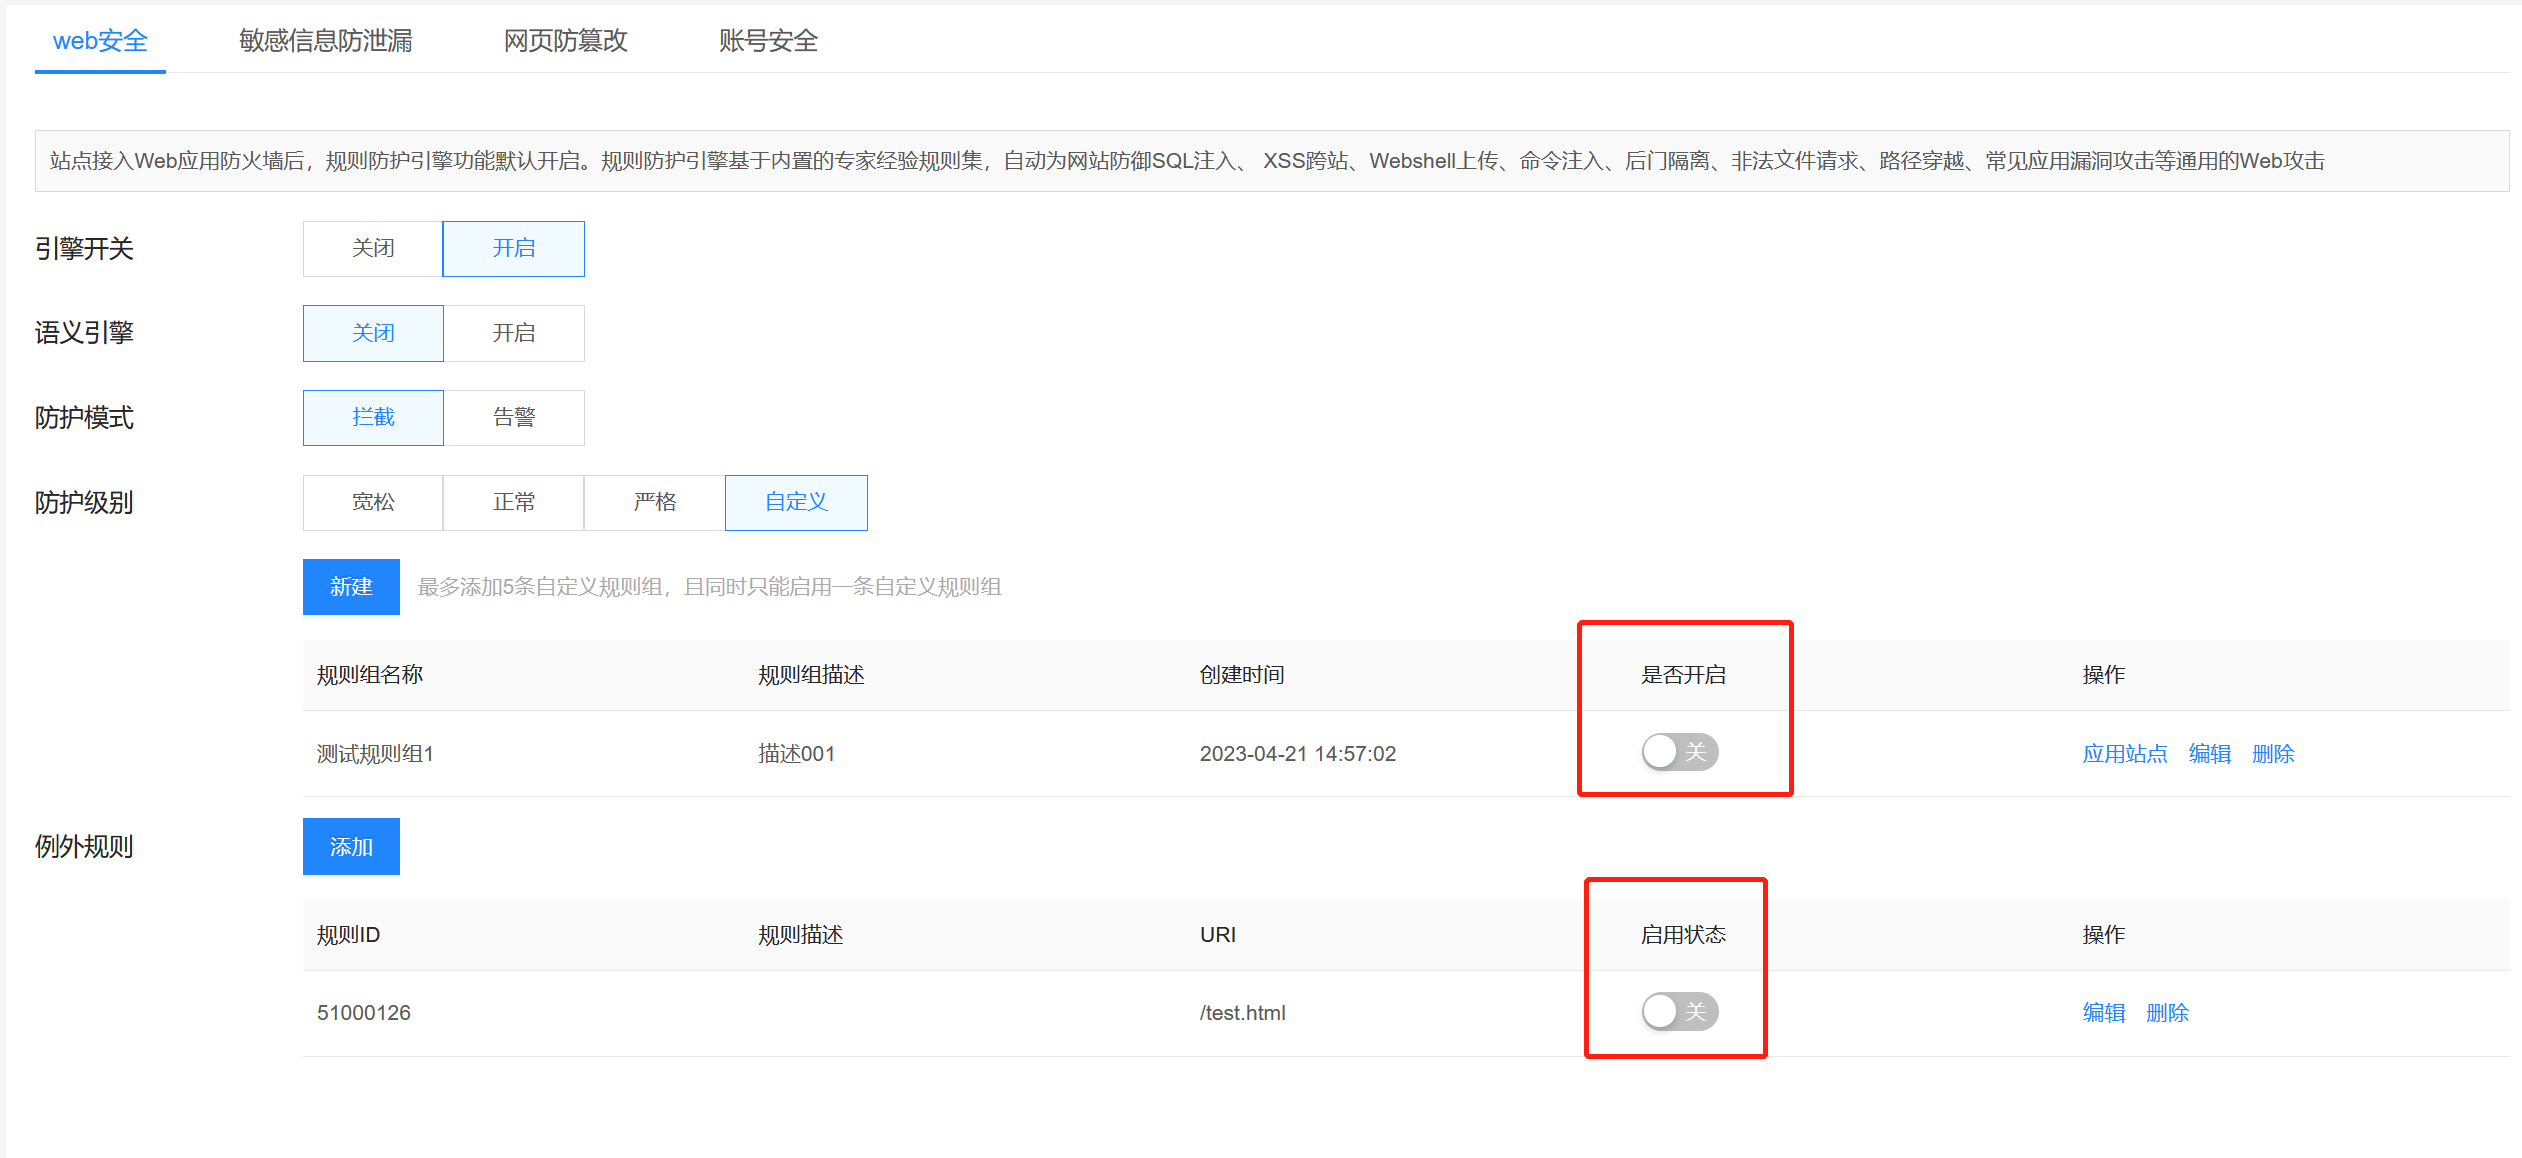 web安全 敏感信息防泄漏 网页防篡改 账号安全
站点接入Web应用防火墙后，规则防护引擎功能默认开启。规则防护引擎基于内置的专家经验规则集，自动为网站防御SQL注入、 XSS跨站、Webshell上传、命令注入、后门隔离、非法文件请求、路径穿越、常见应用漏洞攻击等通用的Web攻击
引擎开关 关闭 开启
语义引擎 关闭 开启
防护模式 拦截 告警
防护级别 宽松 正常 严格 自定义
新建 最多添加5条自定义规则组，且同时只能启用一条自定义规则组
规则组名称 规则组描述 创建时间 是否开启 操作
测试规则组1 描述001 2023-04-21 14:57:02 关 应用站点 编辑 删除
例外规则 添加
规则ID 规则描述 URI 启用状态 操作
51000126 /test.html 关 编辑 删除